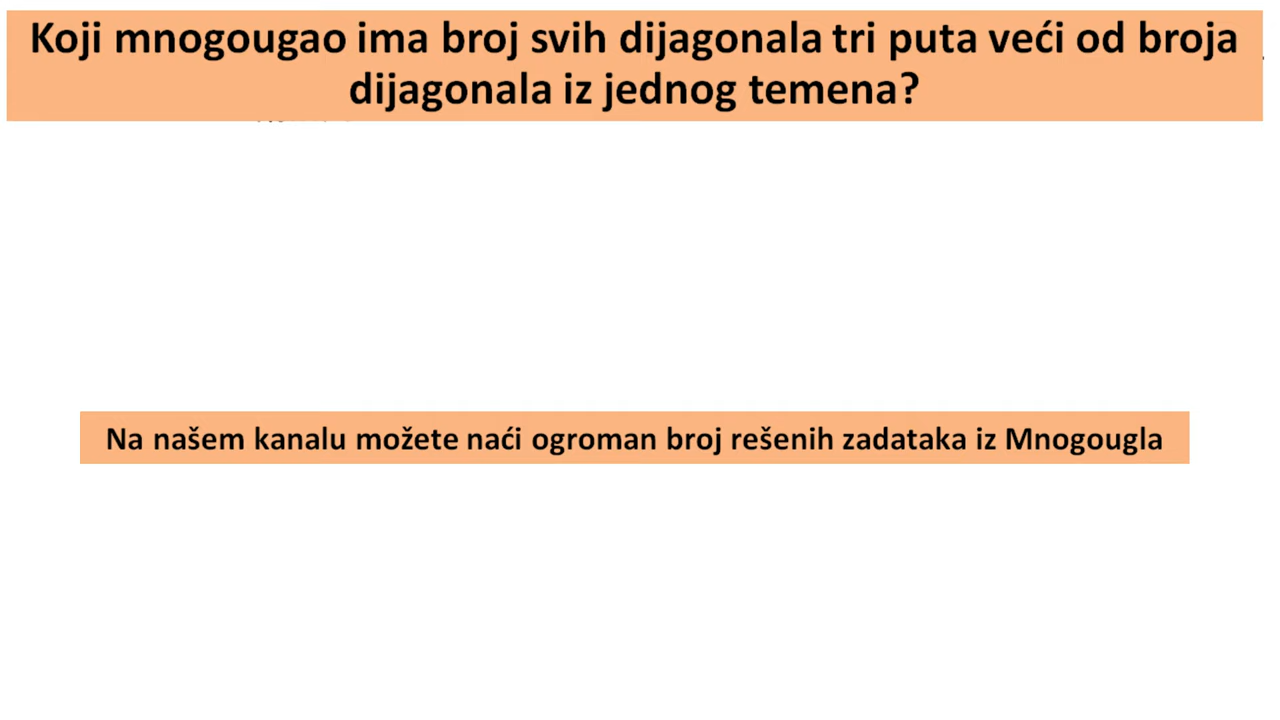 Koji mnogougao ima broj svih dijagonala tri puta veći od broja
dijagonala iz jednog temena?
Na našem kanalu možete naći ogroman broj rešenih zadataka iz Mnogougla